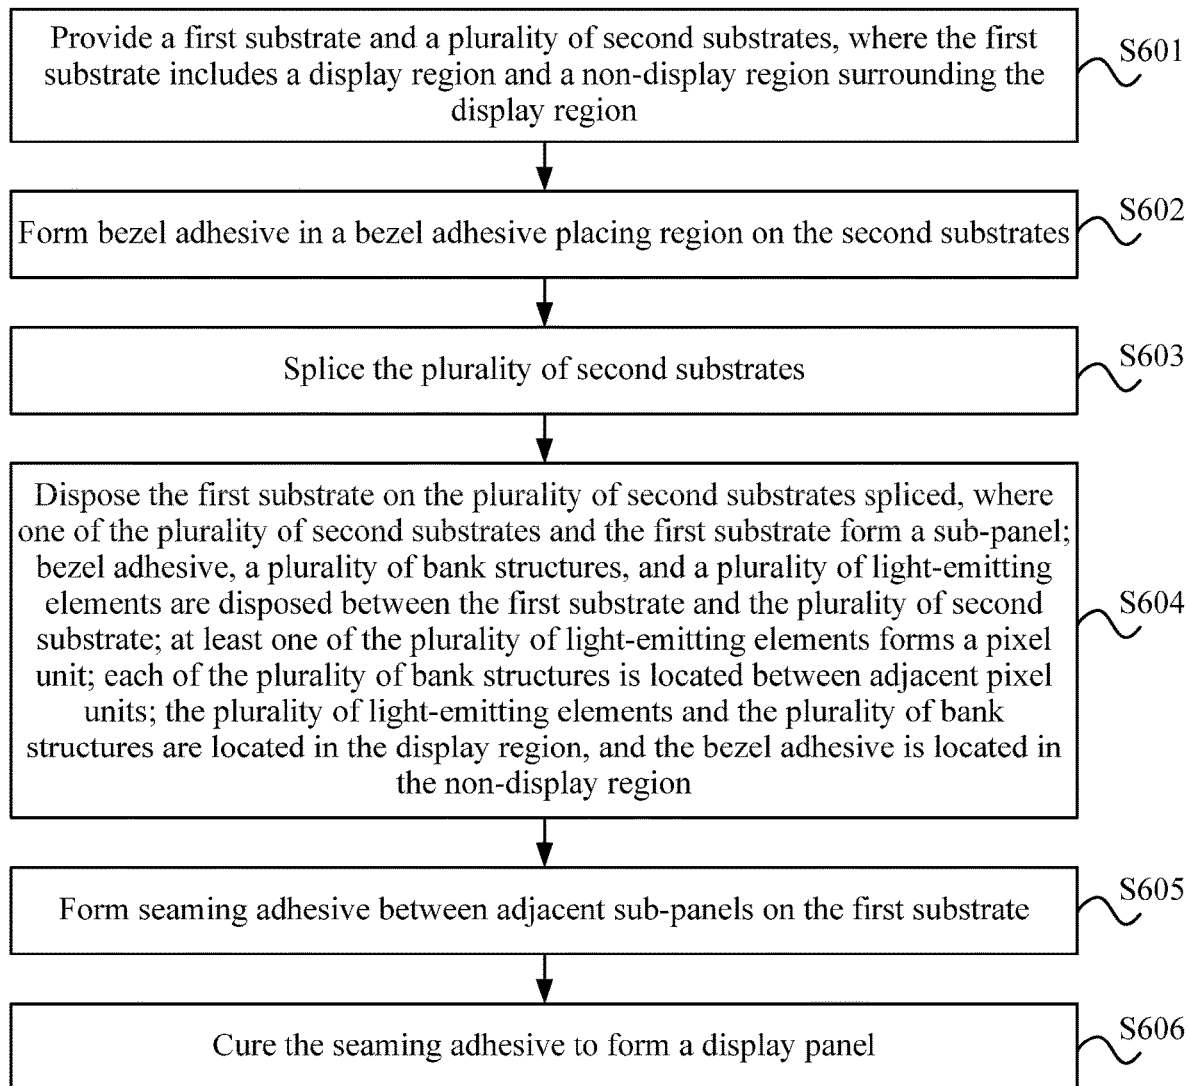 Provide a first substrate and a plurality of second substrates, where the first
substrate includes a display region and a non-display region surrounding the
display region
S601
Form bezel adhesive in a bezel adhesive placing region on the second substrates
S602
Splice the plurality of second substrates
S603
Dispose the first substrate on the plurality of second substrates spliced, where
one of the plurality of second substrates and the first substrate form a sub-panel;
bezel adhesive, a plurality of bank structures, and a plurality of light-emitting
elements are disposed between the first substrate and the plurality of second
substrate; at least one of the plurality of light-emitting elements forms a pixel
unit; each of the plurality of bank structures is located between adjacent pixel
units; the plurality of light-emitting elements and the plurality of bank
structures are located in the display region, and the bezel adhesive is located in
the non-display region
S604
Form seaming adhesive between adjacent sub-panels on the first substrate
S605
Cure the seaming adhesive to form a display panel
S606